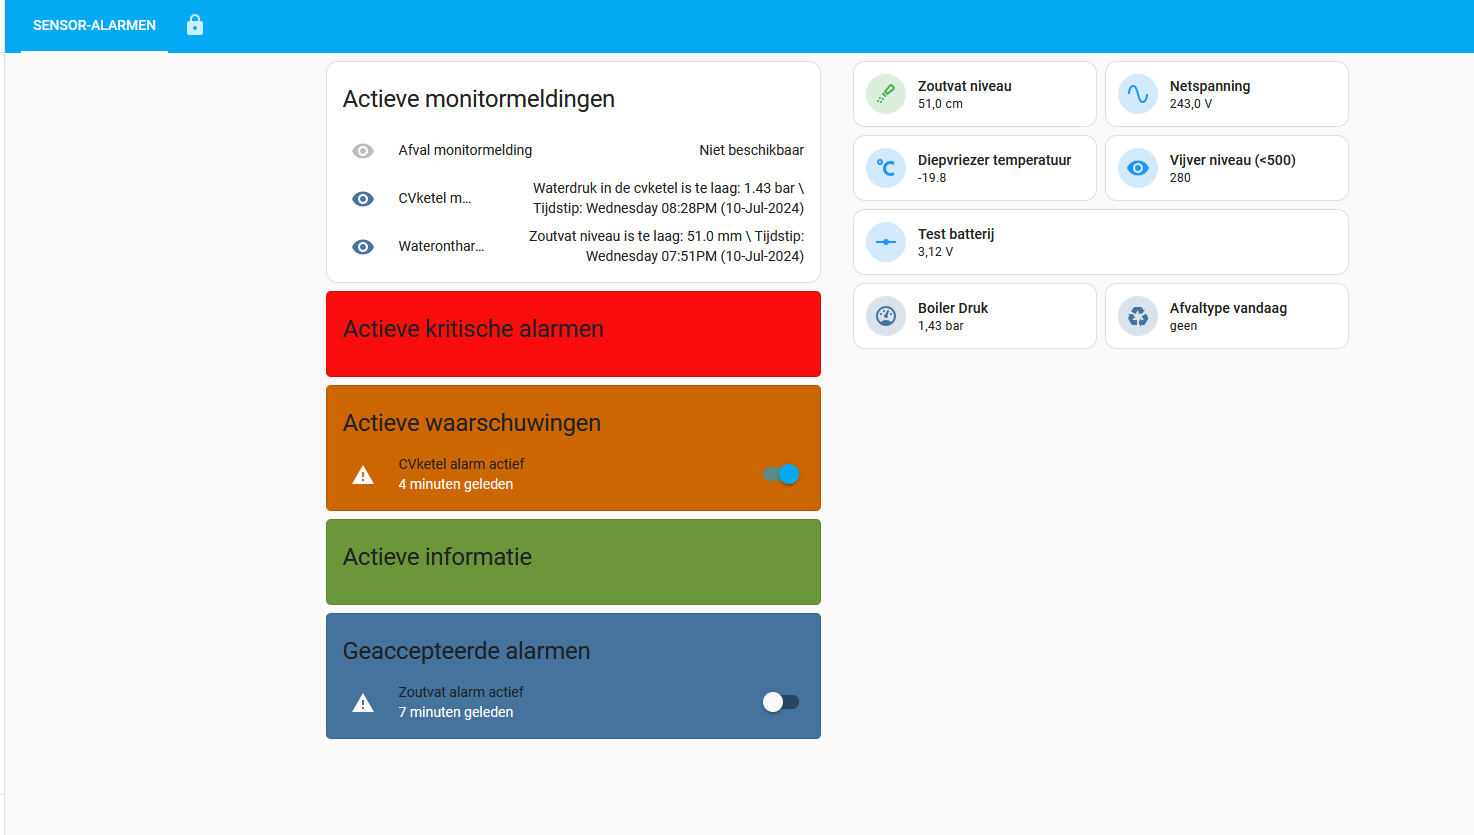 SENSOR-ALARMEN
Actieve monitormeldingen
Afval monitormelding
Niet beschikbaar
CVketel m...
Waterdruk in de cvketel is te laag: 1.43 bar \
Tijdstip: Wednesday 08:28PM (10-Jul-2024)
Wateronthar...
Zoutvat niveau is te laag: 51.0 mm \ Tijdstip:
Wednesday 07:51PM (10-Jul-2024)
Actieve kritische alarmen
Actieve waarschuwingen
CVketel alarm actief
4 minuten geleden
Actieve informatie
Geaccepteerde alarmen
Zoutvat alarm actief
7 minuten geleden
Zoutvat niveau
51,0 cm
Netspanning
243,0 V
°C
Diepvriezer temperatuur
-19.8
Vijver niveau (<500)
280
Test batterij
3,12 V
Boiler Druk
1,43 bar
Afvaltype vandaag
geen